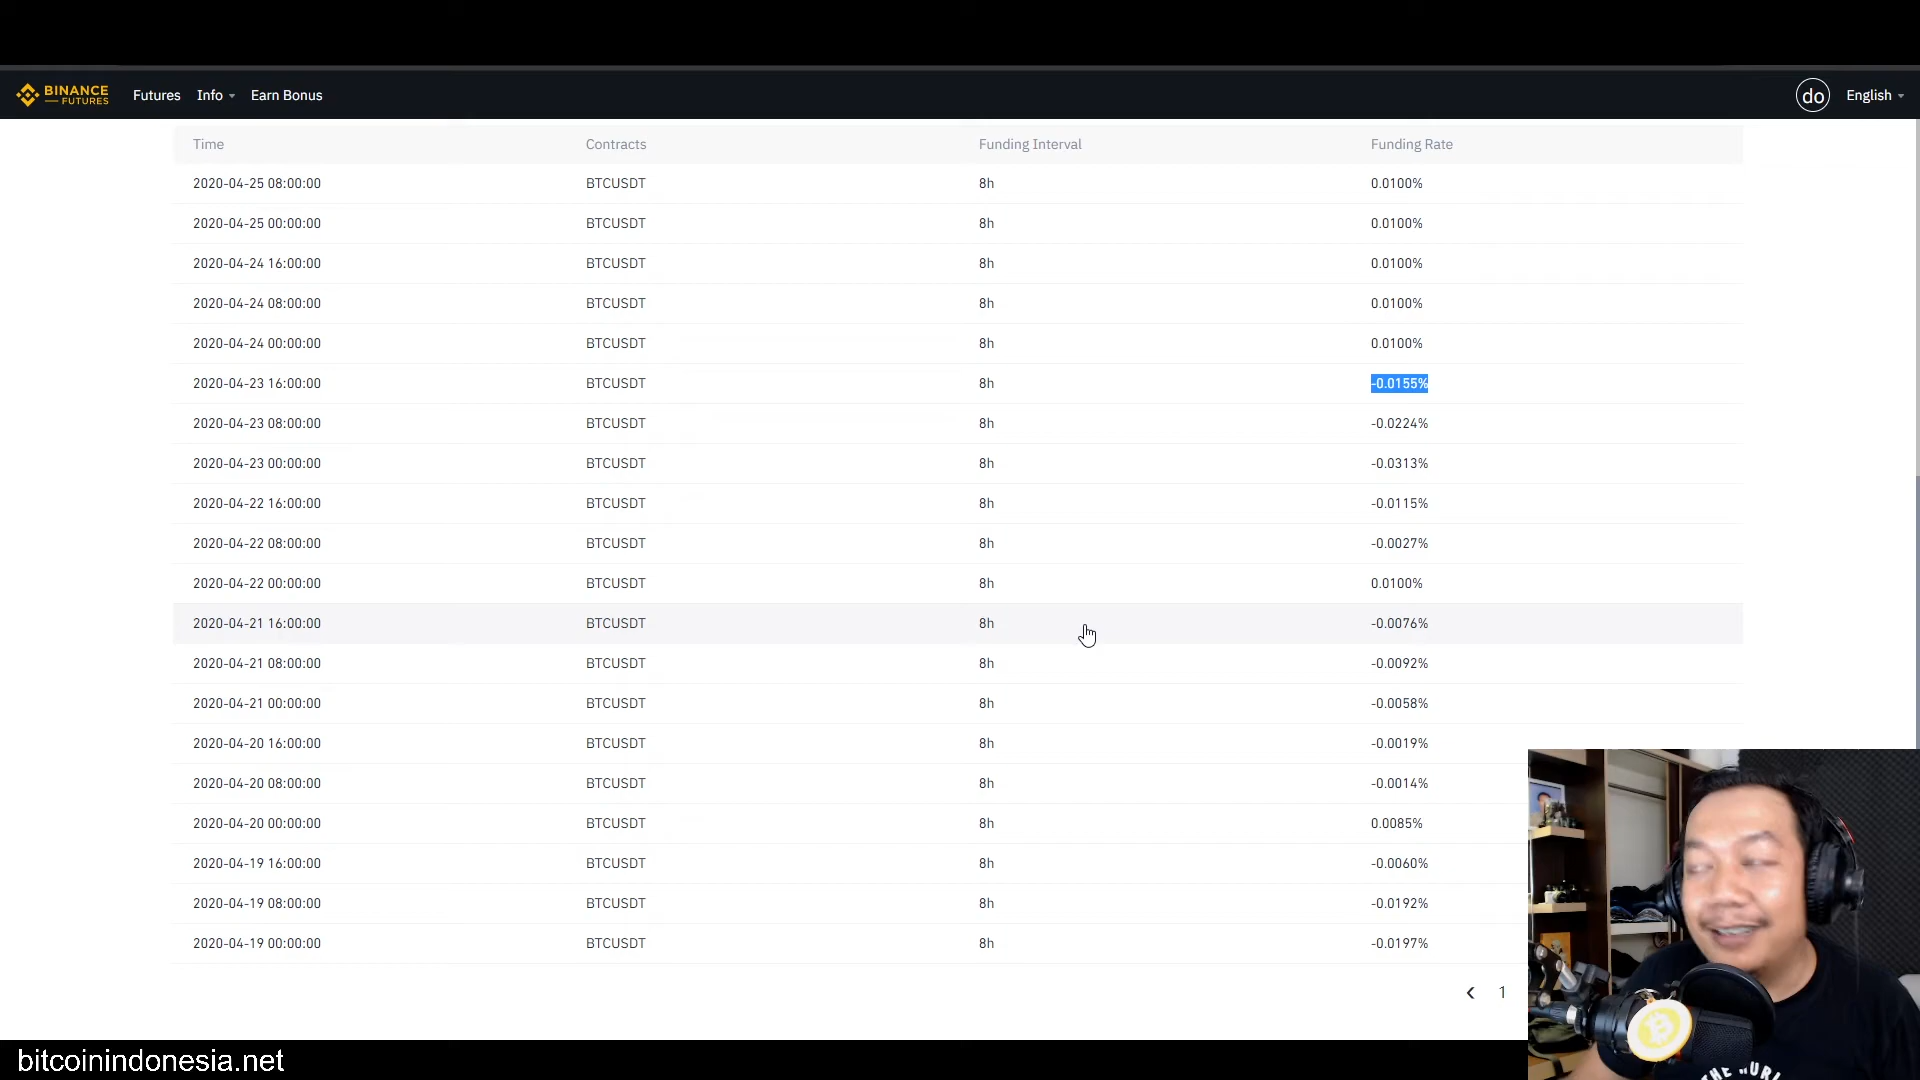 BINANCE
FUTURES
Futures Info Earn Bonus
do English
Time Contracts Funding Interval Funding Rate
2020-04-25 08:00:00 BTCUSDT 8h 0.0100%
2020-04-25 00:00:00 BTCUSDT 8h 0.0100%
2020-04-24 16:00:00 BTCUSDT 8h 0.0100%
2020-04-24 08:00:00 BTCUSDT 8h 0.0100%
2020-04-24 00:00:00 BTCUSDT 8h 0.0100%
2020-04-23 16:00:00 BTCUSDT 8h -0.0155%
2020-04-23 08:00:00 BTCUSDT 8h -0.0224%
2020-04-23 00:00:00 BTCUSDT 8h -0.0313%
2020-04-22 16:00:00 BTCUSDT 8h -0.0115%
2020-04-22 08:00:00 BTCUSDT 8h -0.0027%
2020-04-22 00:00:00 BTCUSDT 8h 0.0100%
2020-04-21 16:00:00 BTCUSDT 8h -0.0076%
2020-04-21 08:00:00 BTCUSDT 8h -0.0092%
2020-04-21 00:00:00 BTCUSDT 8h -0.0058%
2020-04-20 16:00:00 BTCUSDT 8h -0.0019%
2020-04-20 08:00:00 BTCUSDT 8h -0.0014%
2020-04-20 00:00:00 BTCUSDT 8h 0.0085%
2020-04-19 16:00:00 BTCUSDT 8h -0.0060%
2020-04-19 08:00:00 BTCUSDT 8h -0.0192%
2020-04-19 00:00:00 BTCUSDT 8h -0.0197%
1
THE
bitcoinindonesia.net